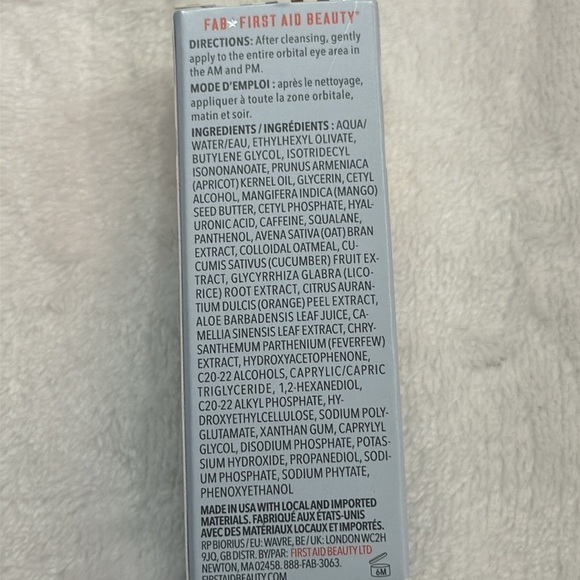 FAB★FIRST AID BEAUTY®
DIRECTIONS: After cleansing, gently
apply to the entire orbital eye area in
the AM and PM.
MODE D'EMPLOI : après le nettoyage,
appliquer à toute la zone orbitale,
matin et soir.
INGREDIENTS / INGRÉDIENTS : AQUA/
WATER/EAU, ETHYLHEXYL OLIVATE,
BUTYLENE GLYCOL, ISOTRIDECYL
ISONONANOATE, PRUNUS ARMENIACA
(APRICOT) KERNEL OIL, GLYCERIN, CETYL
ALCOHOL, MANGIFERA INDICA (MANGO)
SEED BUTTER, CETYL PHOSPHATE, HYAL-
URONIC ACID, CAFFEINE, SQUALANE,
PANTHENOL, AVENA SATIVA (OAT) BRAN
EXTRACT, COLLOIDAL OATMEAL, CU-
CUMIS SATIVUS (CUCUMBER) FRUIT EX-
TRACT, GLYCYRRHIZA GLABRA (LICO-
RICE) ROOT EXTRACT, CITRUS AURAN-
TIUM DULCIS (ORANGE) PEEL EXTRACT,
ALOE BARBADENSIS LEAF JUICE, CA-
MELLIA SINENSIS LEAF EXTRACT, CHRY-
SANTHEMUM PARTHENIUM (FEVERFEW)
EXTRACT, HYDROXYACETOPHENONE,
C20-22 ALCOHOLS, CAPRYLIC/CAPRIC
TRIGLYCERIDE, 1,2-HEXANEDIOL,
C20-22 ALKYL PHOSPHATE, HY-
DROXYETHYLCELLULOSE, SODIUM POLY-
GLUTAMATE, XANTHAN GUM, CAPRYLYL
GLYCOL, DISODIUM PHOSPHATE, POTAS-
SIUM HYDROXIDE, PROPANEDIOL, SODI-
UM PHOSPHATE, SODIUM PHYTATE,
PHENOXYETHANOL
MADE IN USA WITH LOCAL AND IMPORTED
MATERIALS. FABRIQUÉ AUX ÉTATS-UNIS
AVEC DES MATÉRIAUX LOCAUX ET IMPORTÉS.
RP BIORIUS/EU: WAVRE, BE/UK: LONDON WC2H
9JQ, GB DISTR. BY/PAR: FIRST AID BEAUTY LTD
NEWTON, MA 02458. 888-FAB-3063.
FIRSTAIDBEAUTY.COM
6M